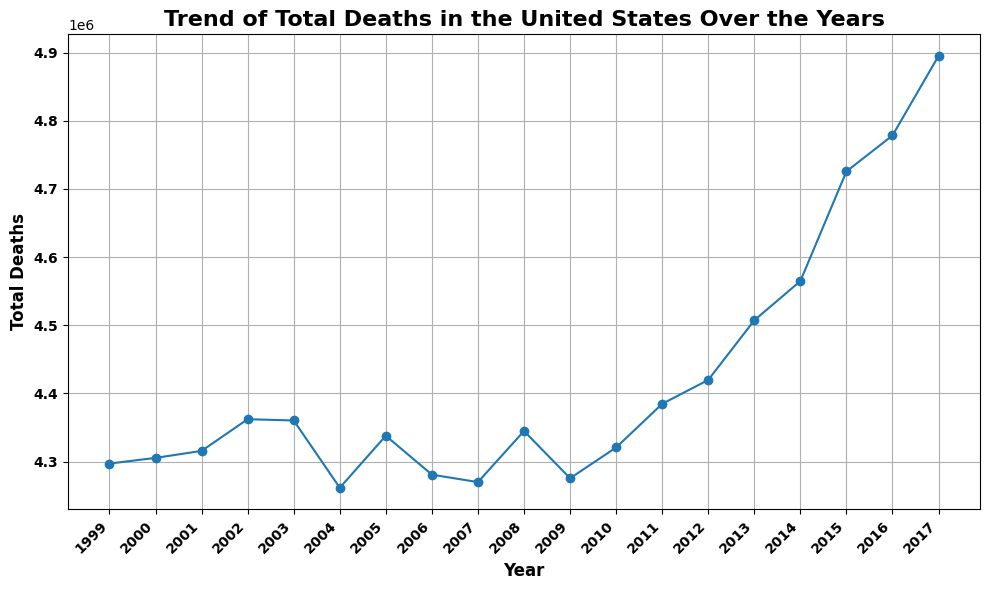 Trend of Total Deaths in the United States Over the Years
1e6
4.9
4.8
4.7
4.6
4.5
4.4
4.3
Total Deaths
1999 2000 2001 2002 2003 2004 2005 2006 2007 2008 2009 2010 2011 2012 2013 2014 2015 2016 2017
Year